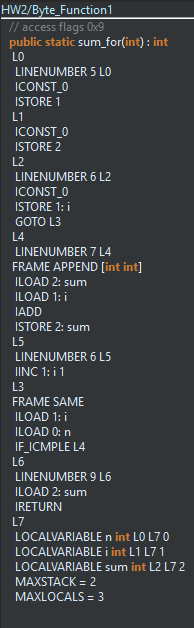 HW2/Byte_Function1
// access flags 0x9
public static sum_for(int) : int
L0
LINENUMBER 5 L0
ICONST_0
ISTORE 1
L1
ICONST_0
ISTORE 2
L2
LINENUMBER 6 L2
ICONST_0
ISTORE 1: i
GOTO L3
L4
LINENUMBER 7 L4
FRAME APPEND [int int]
ILOAD 2: sum
ILOAD 1: i
IADD
ISTORE 2: sum
L5
LINENUMBER 6 L5
IINC 1: i 1
L3
FRAME SAME
ILOAD 1: i
ILOAD 0: n
IF_ICMPLE L4
L6
LINENUMBER 9 L6
ILOAD 2: sum
IRETURN
L7
LOCALVARIABLE n int L0 L7 0
LOCALVARIABLE i int L1 L7 1
LOCALVARIABLE sum int L2 L7 2
MAXSTACK = 2
MAXLOCALS = 3